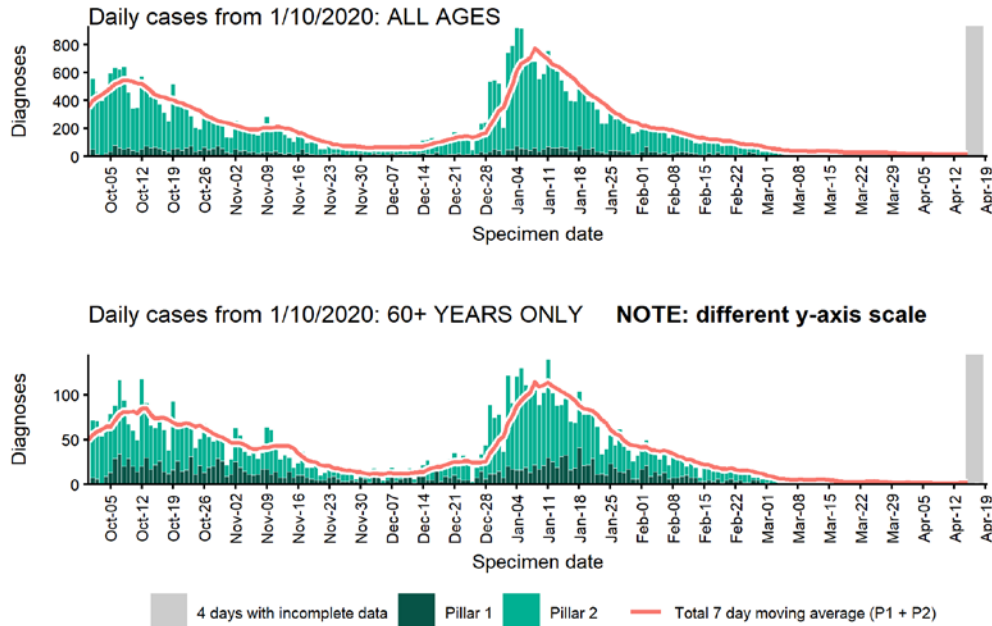 Daily cases from 1/10/2020: ALL AGES
800
600
400
200
0
Diagnoses
Oct-05 Oct-12 Oct-19 Oct-26 Nov-02 Nov-09 Nov-16 Nov-23 Nov-30 Dec-07 Dec-14 Dec-21 Dec-28 Jan-04 Jan-11 Jan-18 Jan-25 Feb-01 Feb-08 Feb-15 Feb-22 Mar-01 Mar-08 Mar-15 Mar-22 Mar-29 Apr-05 Apr-12 Apr-19
Specimen date
Daily cases from 1/10/2020: 60+ YEARS ONLY NOTE: different y-axis scale
100
50
0
Diagnoses
Oct-05 Oct-12 Oct-19 Oct-26 Nov-02 Nov-09 Nov-16 Nov-23 Nov-30 Dec-07 Dec-14 Dec-21 Dec-28 Jan-04 Jan-11 Jan-18 Jan-25 Feb-01 Feb-08 Feb-15 Feb-22 Mar-01 Mar-08 Mar-15 Mar-22 Mar-29 Apr-05 Apr-12 Apr-19
Specimen date
4 days with incomplete data Pillar 1 Pillar 2 Total 7 day moving average (P1 + P2)